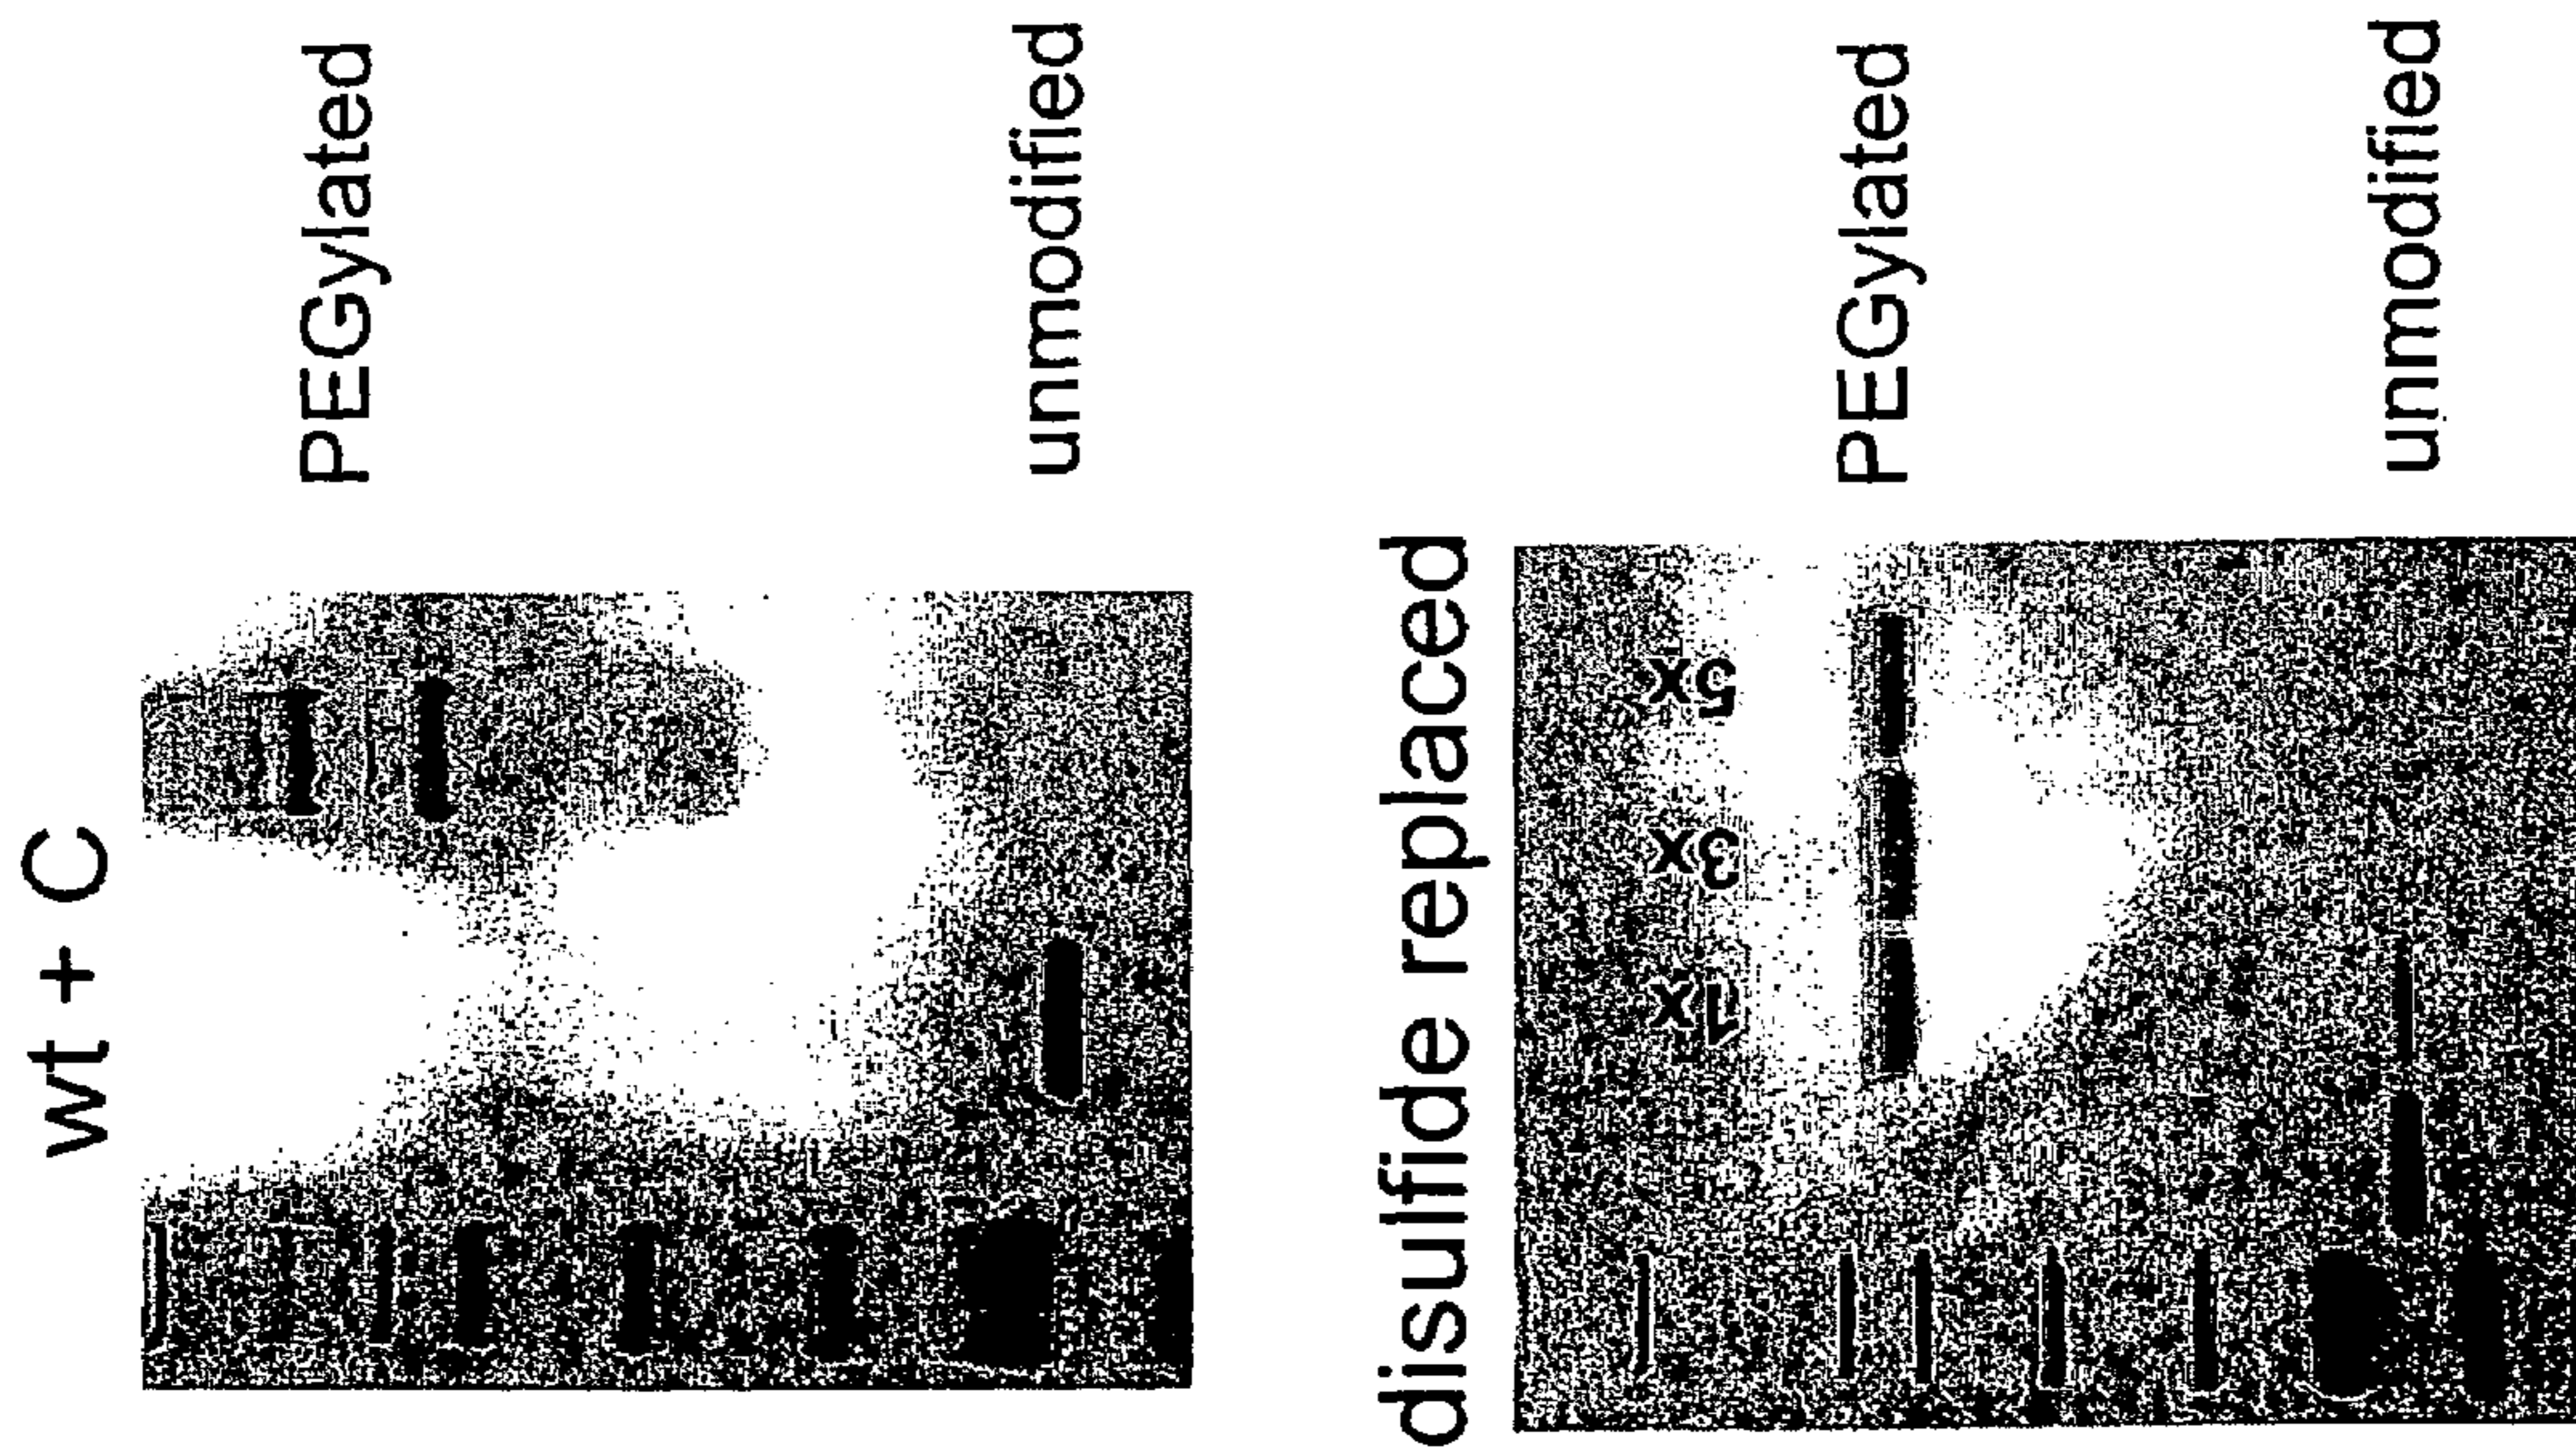 wt + C
PEGylated
unmodified
disulfide replaced
1x 3x 5x
PEGylated
unmodified